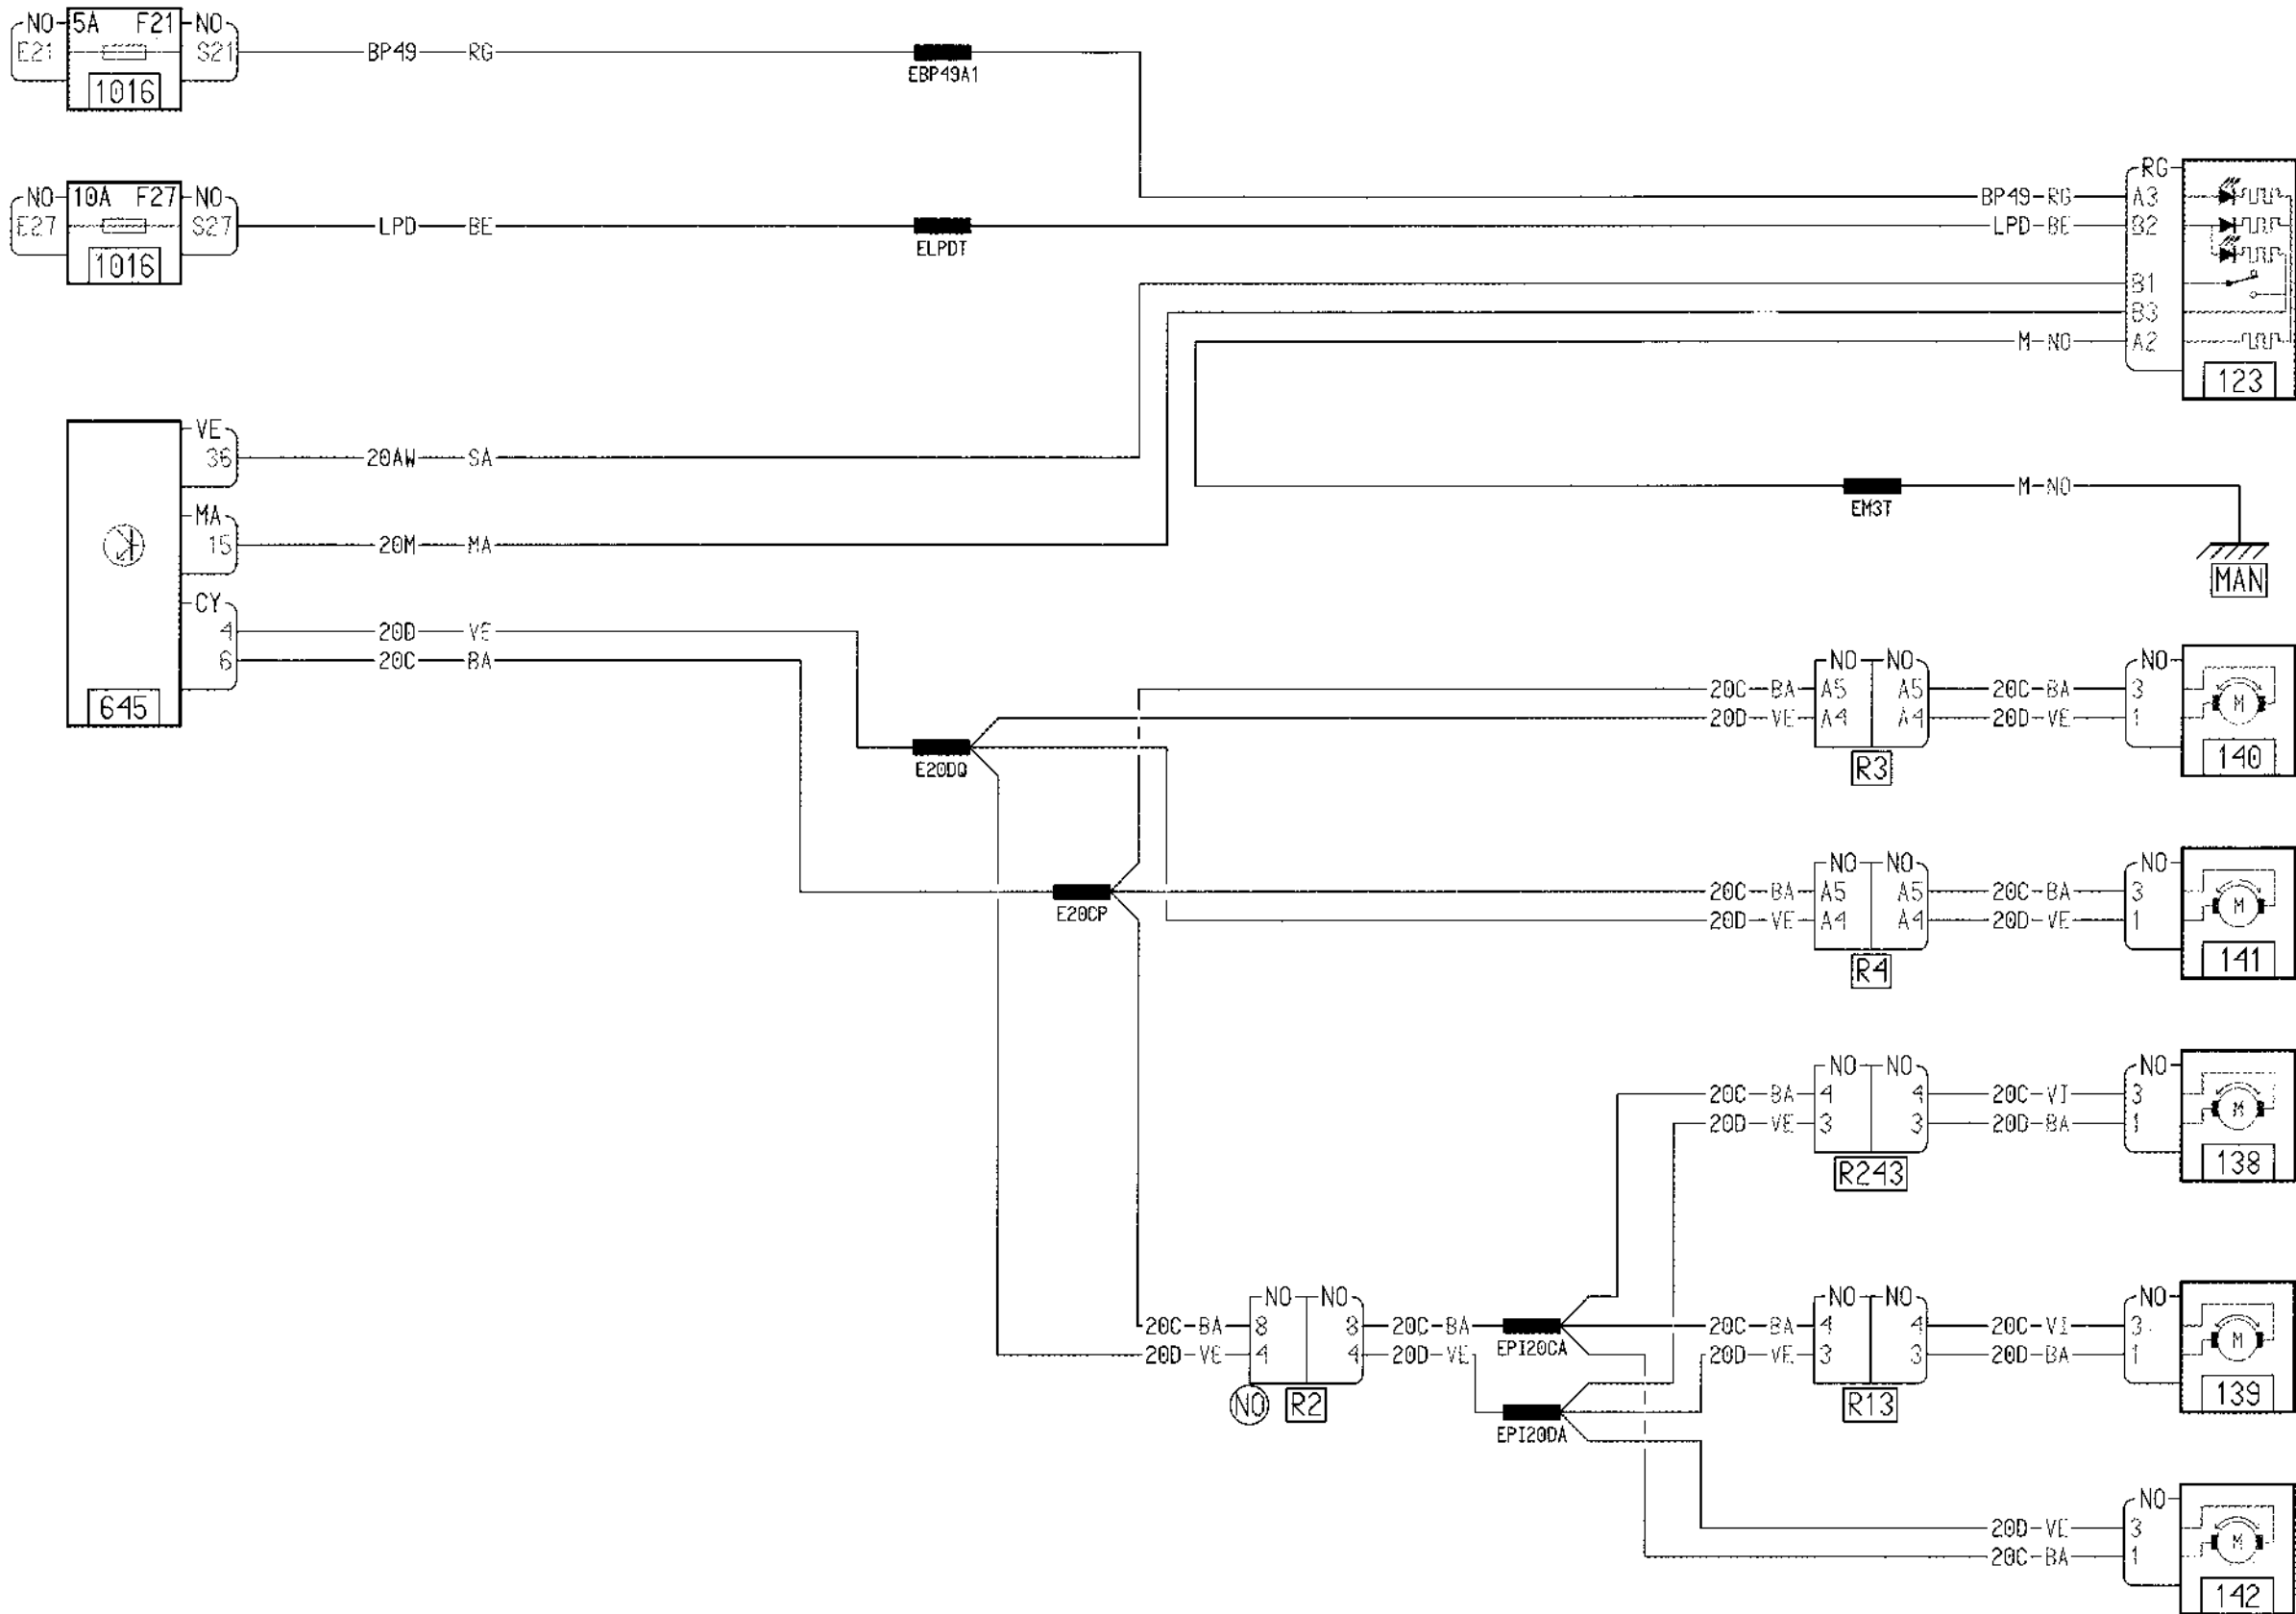 NO 5A F21 NO
E21 S21 BP49 RG
EBP49A1
1016
RG
NO 10A F27 NO
BP49 RG A3
E27 S27 LPD BE
LPD BE B2
ELPDT
1016
B1
B3
M NO A2
123
VE
36 20AW SA
M NO
EM3T
MA
15 20M MA
MAN
CY
4 20D VE
6 20C BA
645
NO NO NO
20C BA A5 A5 20C BA 3
20D VE A4 A4 20D VE 1
M
E20DQ
R3
140
NO NO NO
20C BA A5 A5 20C BA 3
E20CP
20D VE A4 A4 20D VE 1
M
R4
141
NO NO NO
20C BA 4 4 20C VI 3
20D VE 3 3 20D BA 1
M
R243
138
NO NO NO NO NO
20C BA 8 8 20C BA 20C BA 4 4 20C VI 3
EPI20CA
20D VE 4 4 20D VE 20D VE 3 3 20D BA 1
M
NO R2
R13
139
EPI20DA
NO
20D VE 3
20C BA 1
M
142